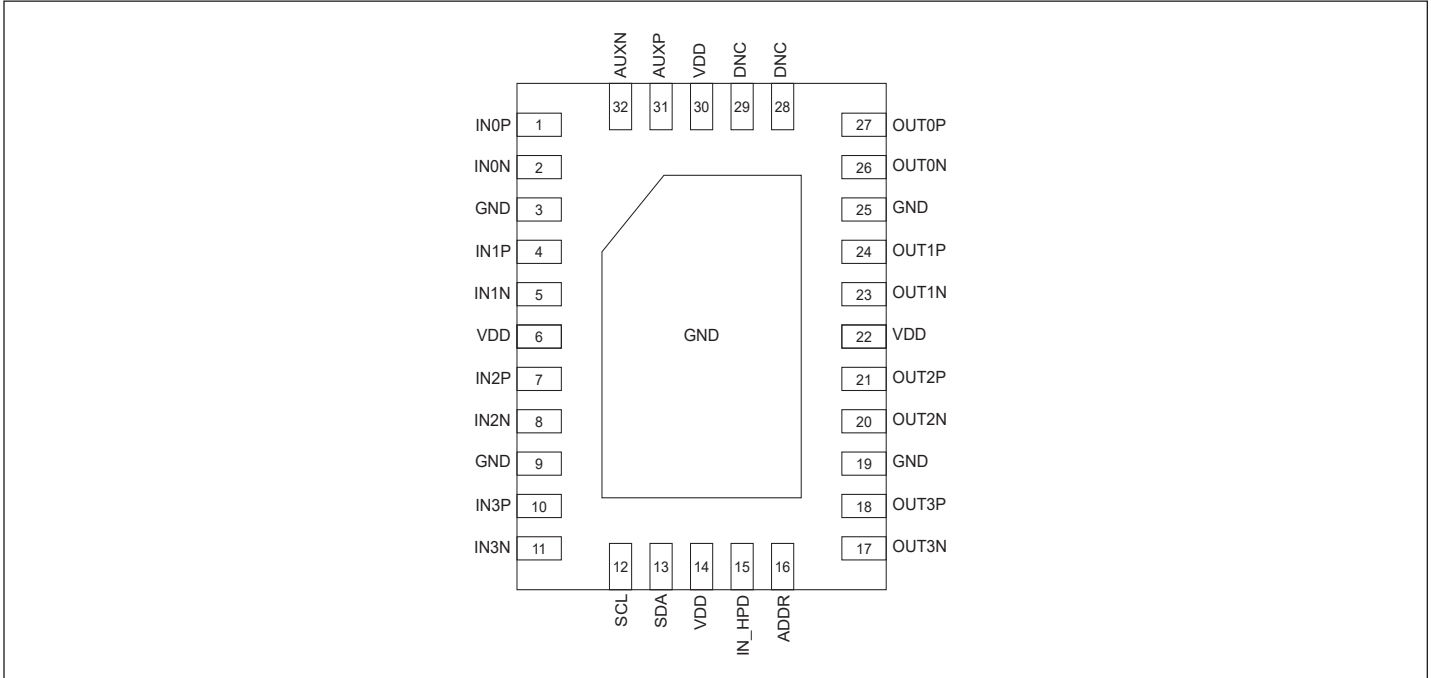 AUXN AUXP VDD DNC DNC
32 31 30 29 28
IN0P 1
IN0N 2
GND 3
IN1P 4
IN1N 5
VDD 6
IN2P 7
IN2N 8
GND 9
IN3P 10
IN3N 11
GND
27 OUT0P
26 OUT0N
25 GND
24 OUT1P
23 OUT1N
22 VDD
21 OUT2P
20 OUT2N
19 GND
18 OUT3P
17 OUT3N
12 13 14 15 16
SCL SDA VDD IN_HPD ADDR